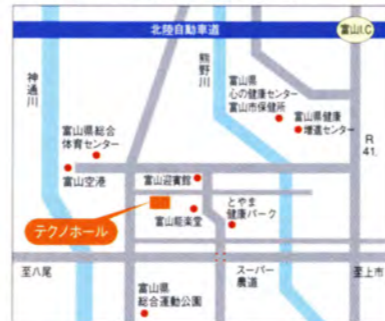 北陸自動車道
富山I.C
神通川
熊野川
富山県
心の健康センター
富山市保健所
富山県健康
増進センター
R
41.
富山県総合
体育センター
富山空港
富山迎賓館
テクノホール
富山能楽堂
とやま
健康パーク
至八尾
スーパー
農道
至上市
富山県
総合運動公園